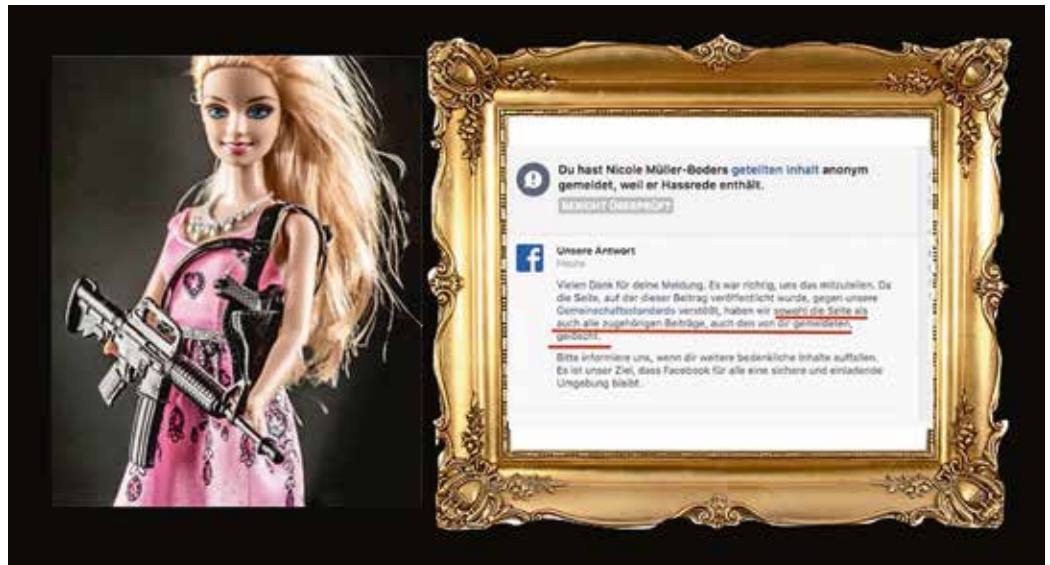 Du hast Nicole Müller-Boders geteilten Inhalt anonym
gemeldet, weil er Hassrede enthält.
BERICHT ÜBERPRÜFT
Unsere Antwort
Heute
Vielen Dank für deine Meldung. Es war richtig, uns das mitzuteilen. Da
die Seite, auf der dieser Beitrag veröffentlicht wurde, gegen unsere
Gemeinschaftsstandards verstößt, haben wir sowohl die Seite als
auch alle zugehörigen Beiträge, auch den von dir gemeldeten,
gelöscht.
Bitte informiere uns, wenn dir weitere bedenkliche Inhalte auffallen.
Es ist unser Ziel, dass Facebook für alle eine sichere und einladende
Umgebung bleibt.